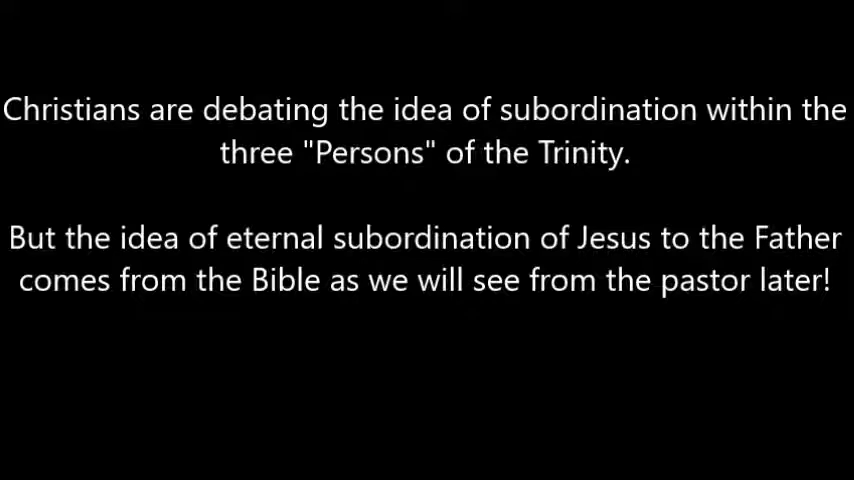 Christians are debating the idea of subordination within the
three "Persons" of the Trinity.
But the idea of eternal subordination of Jesus to the Father
comes from the Bible as we will see from the pastor later!